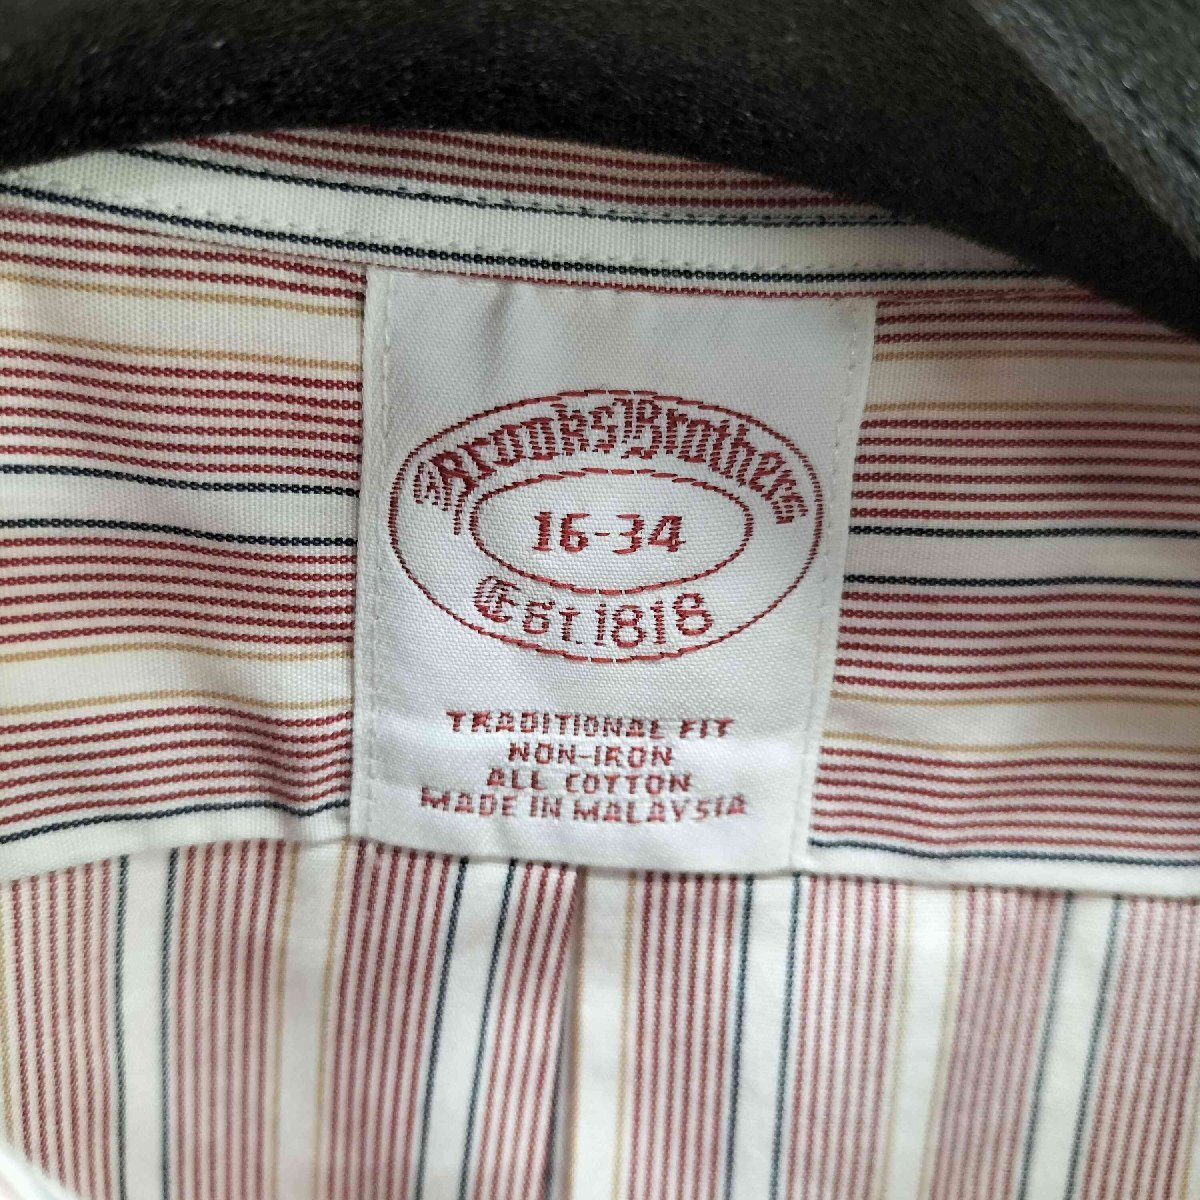 Brooks Brothers
16-34
Est. 1818
TRADITIONAL FIT
NON-IRON
ALL COTTON
MADE IN MALAYSIA